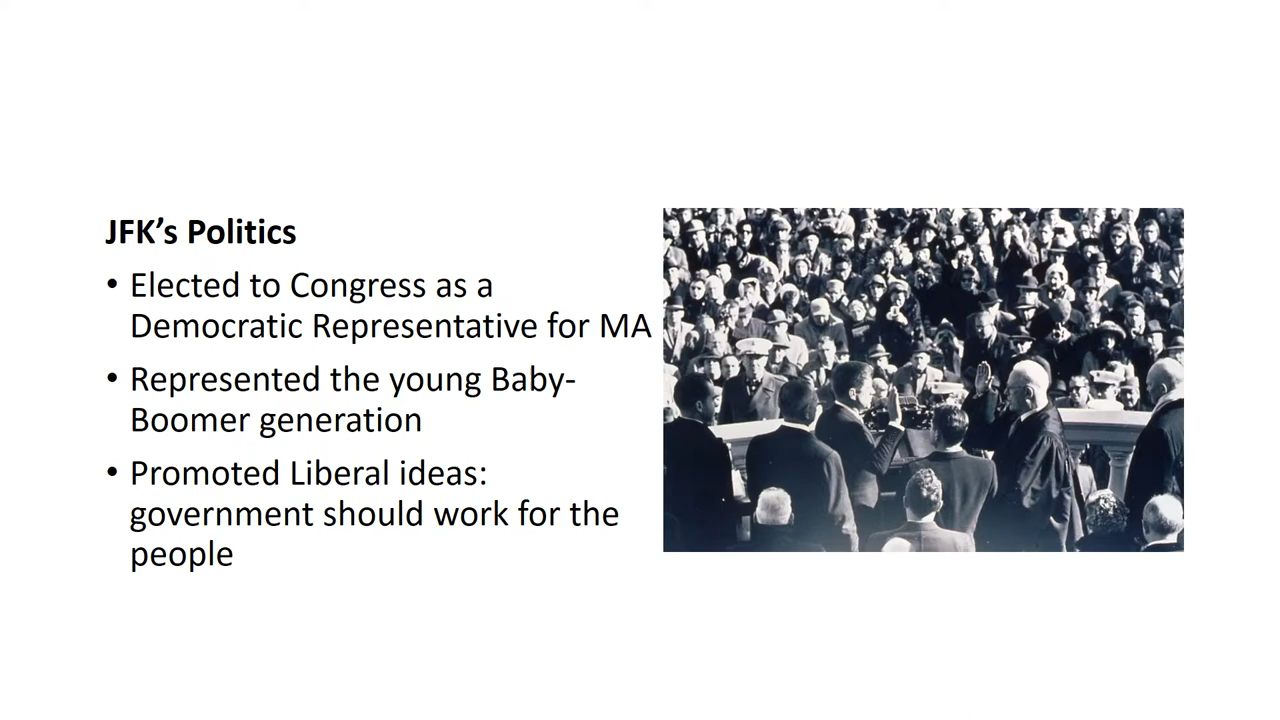 JFK’s Politics
• Elected to Congress as a
Democratic Representative for MA
• Represented the young Baby-
Boomer generation
• Promoted Liberal ideas:
government should work for the
people